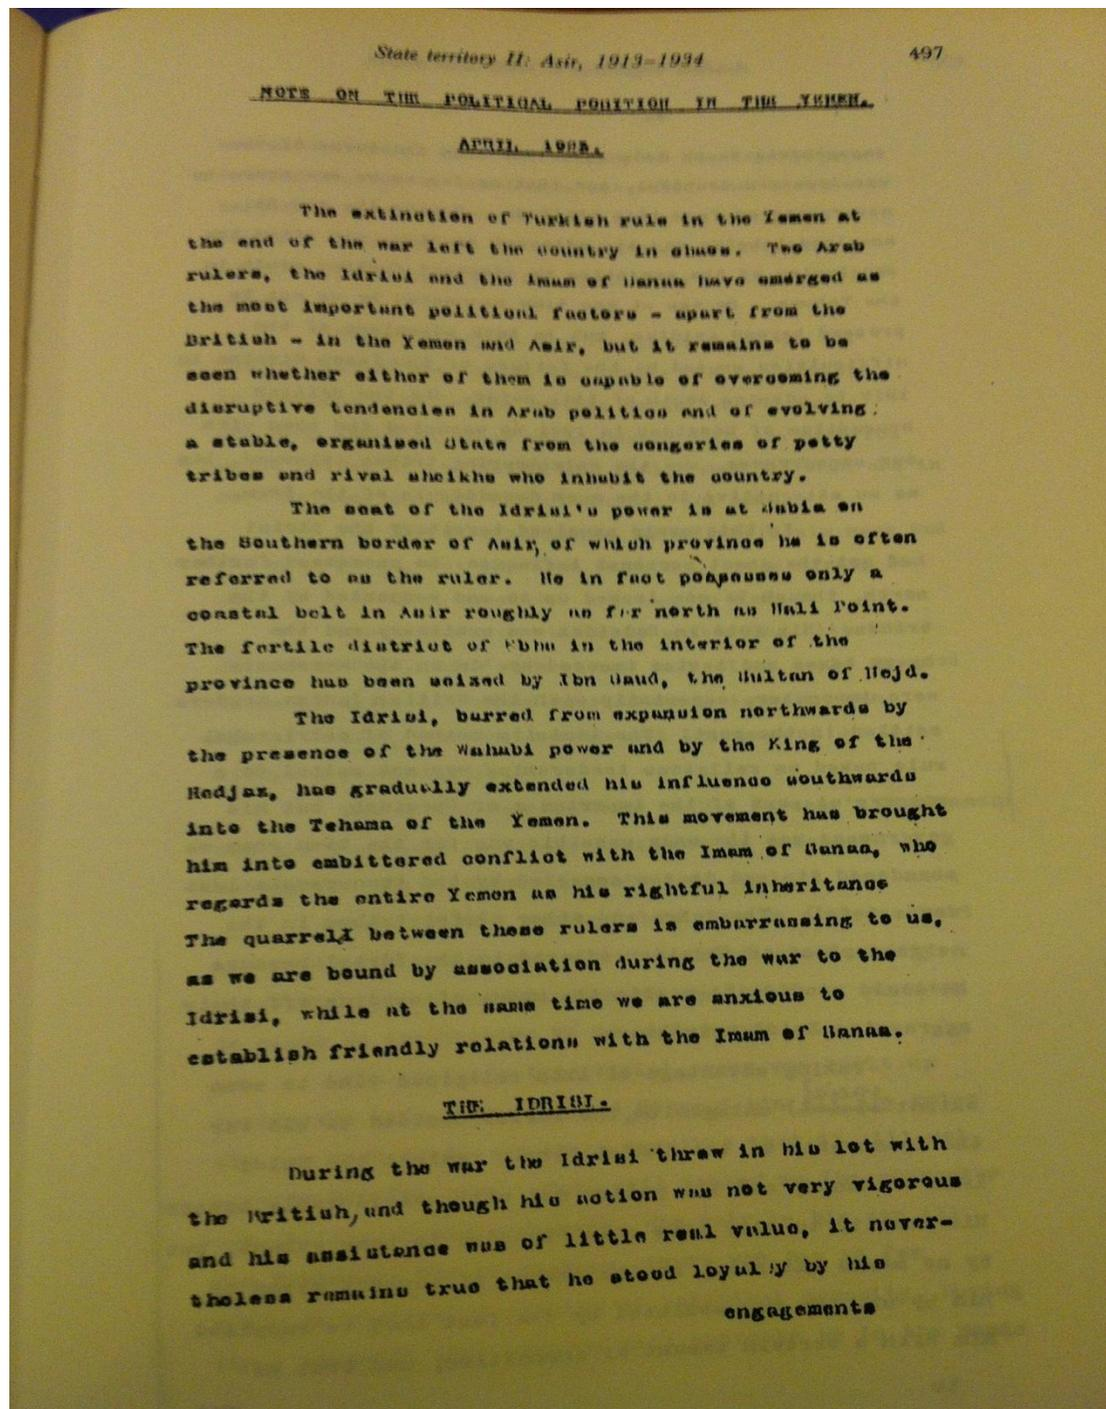 State territory II: Asir, 1913–1934
497
NOTE ON THE POLITICAL POSITION IN THE YEMEN.
APRIL
The extinction of Turkish rule in the Yemen at
the end of the war left the country in chaos. Two Arab
rulers, the Idrisi and the Imam of Sanaa have emerged as
the most important political factors - apart from the
British - in the Yemen and Asir, but it remains to be
seen whether either of them is capable of overcoming the
disruptive tendencies in Arab politics and of evolving
a stable, organised State from the congeries of petty
tribes and rival sheikhs who inhabit the country.
The seat of the Idrisi's power is at Sabia on
the Southern border of Asir, of which province he is often
referred to as the ruler. He in fact possesses only a
coastal belt in Asir roughly as far north as Hali Point.
The fertile district of Ebha in the interior of the
province has been seized by Ibn Saud, the Sultan of Nejd.
The Idrisi, barred from expansion northwards by
the presence of the Wahabi power and by the King of the
Hedjaz, has gradually extended his influence southwards
into the Tehama of the Yemen. This movement has brought
him into embittered conflict with the Imam of Sanaa, who
regards the entire Yemen as his rightful inheritance
The quarrel between these rulers is embarrassing to us,
as we are bound by association during the war to the
Idrisi, while at the same time we are anxious to
establish friendly relations with the Imam of Sanaa.
THE IDRISI.
During the war the Idrisi threw in his lot with
the British, and though his action was not very vigorous
and his assistance was of little real value, it never-
theless remains true that he stood loyally by his
engagements